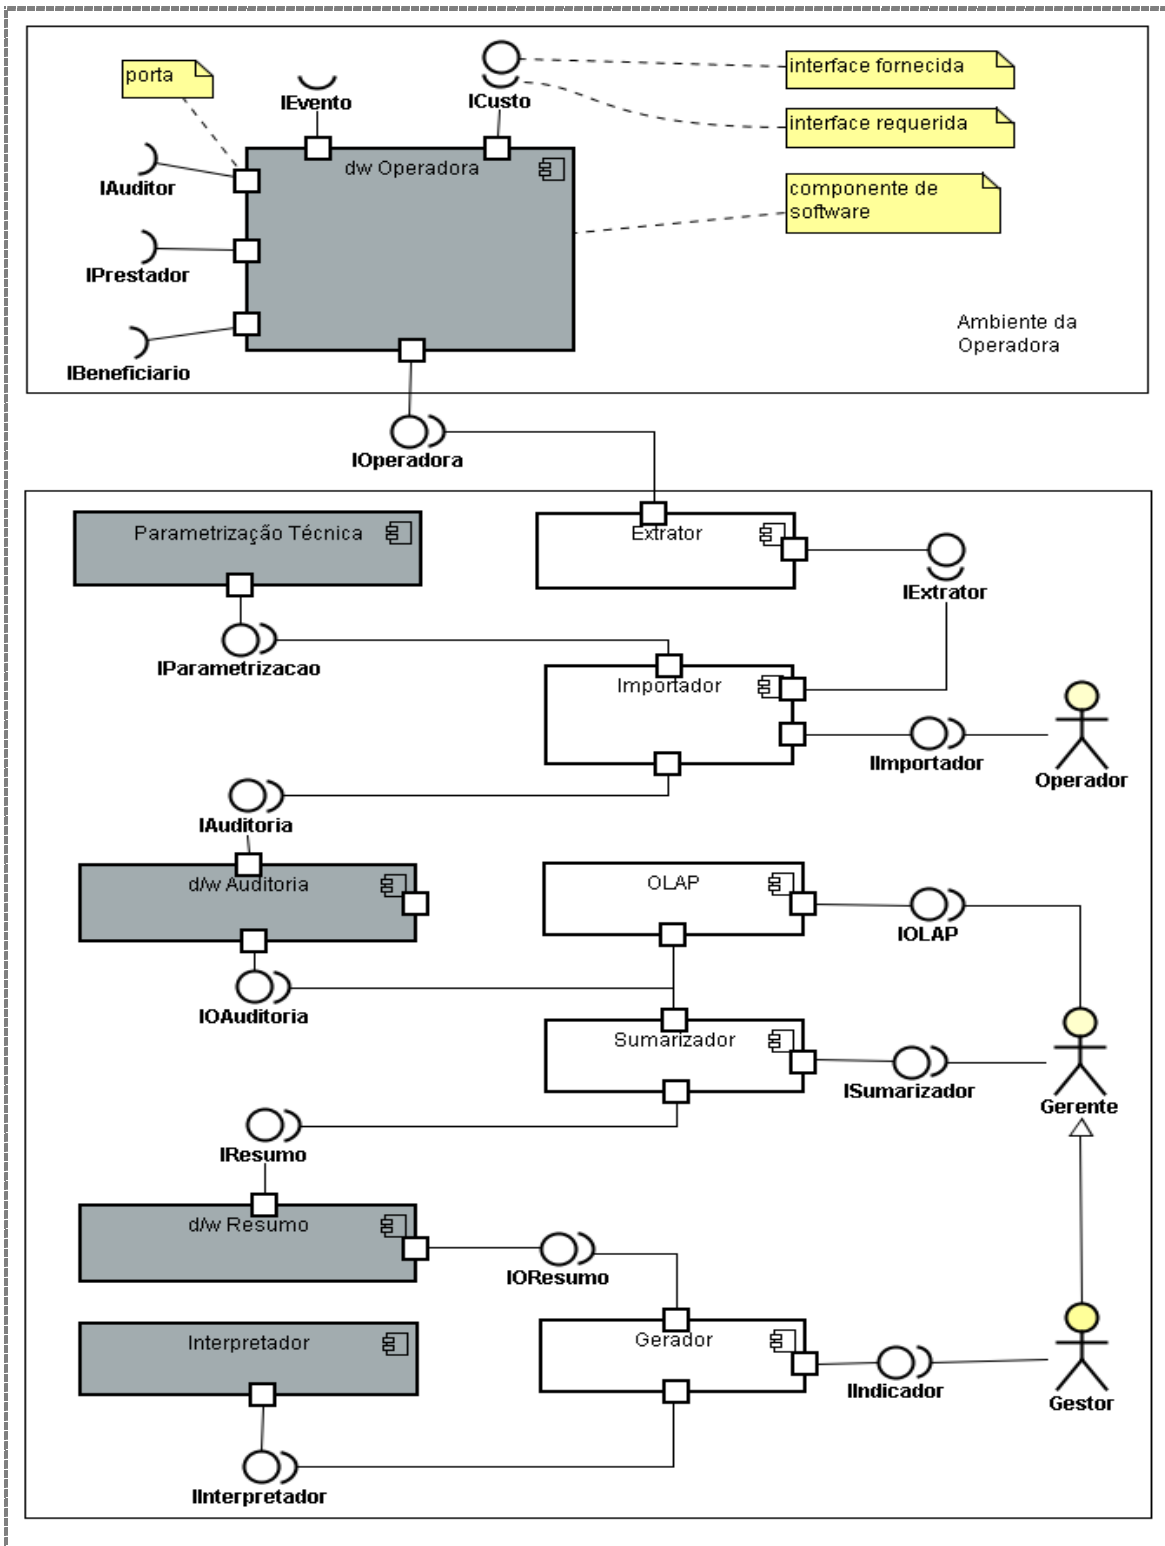 porta
IEvento
ICusto
interface fornecida
interface requerida
dw Operadora
componente de
software
IAuditor
IPrestador
IBeneficiario
Ambiente da
Operadora
IOperadora
Parametrização Técnica
Extrator
IExtrator
IParametrizacao
Importador
IImportador
Operador
IAuditoria
d/w Auditoria
OLAP
IOLAP
IOAuditoria
Sumarizador
ISumarizador
Gerente
IResumo
d/w Resumo
IOResumo
Interpretador
Gerador
IIndicador
Gestor
IInterpretador